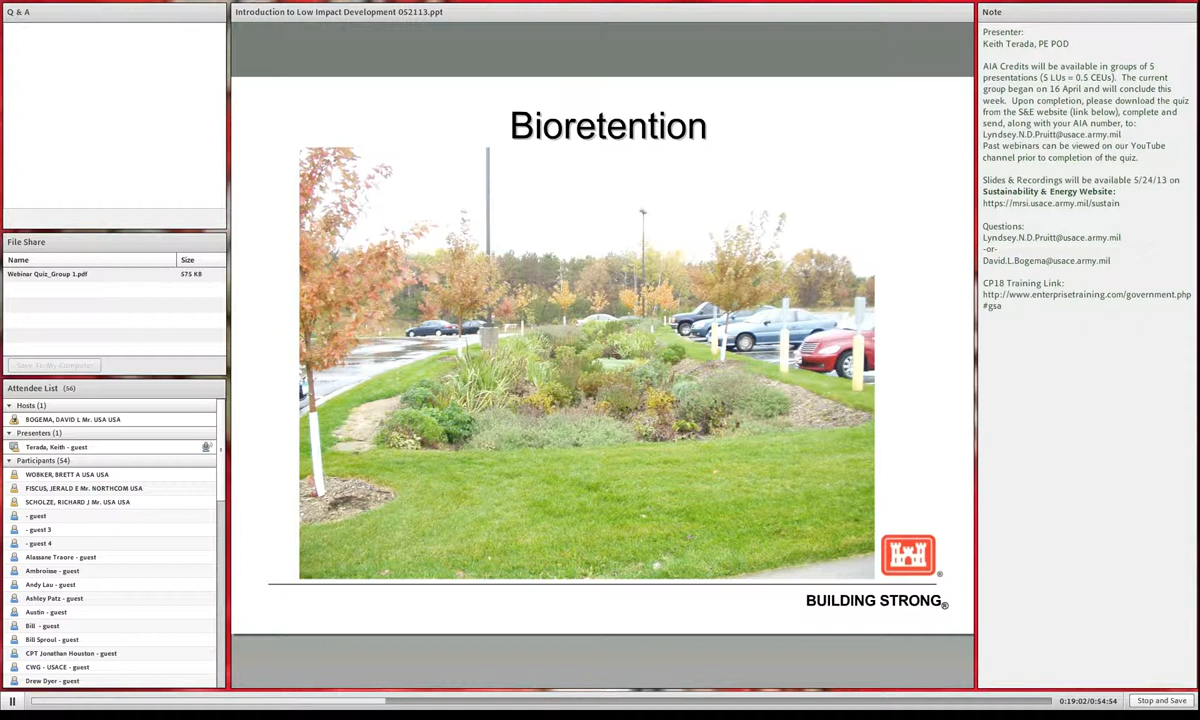 Q & A
File Share
Name Size
Webinar Quiz_Group 1.pdf 575 KB
Save To My Computer
Attendee List (56)
Hosts (1)
BOGEMA, DAVID L Mr. USA USA
Presenters (1)
Terada, Keith - guest
Participants (54)
WOBKER, BRETT A USA USA
FISCUS, JERALD E Mr. NORTHCOM USA
SCHOLZE, RICHARD J Mr. USA USA
- guest
- guest 3
- guest 4
Alassane Traore - guest
Ambroisse - guest
Andy Lau - guest
Ashley Patz - guest
Austin - guest
Bill - guest
Bill Sproul - guest
CPT Jonathan Houston - guest
CWG - USACE - guest
Drew Dyer - guest
Introduction to Low Impact Development 052113.ppt
Bioretention
BUILDING STRONG®
Note
Presenter:
Keith Terada, PE POD
AIA Credits will be available in groups of 5
presentations (5 LUs = 0.5 CEUs). The current
group began on 16 April and will conclude this
week. Upon completion, please download the quiz
from the S&E website (link below), complete and
send, along with your AIA number, to:
Lyndsey.N.D.Pruitt@usace.army.mil
Past webinars can be viewed on our YouTube
channel prior to completion of the quiz.
Slides & Recordings will be available 5/24/13 on
Sustainability & Energy Website:
https://mrsi.usace.army.mil/sustain
Questions:
Lyndsey.N.D.Pruitt@usace.army.mil
-or-
David.L.Bogema@usace.army.mil
CP18 Training Link:
http://www.enterprisetraining.com/government.php
#gsa
0:19:02/0:54:54
Stop and Save